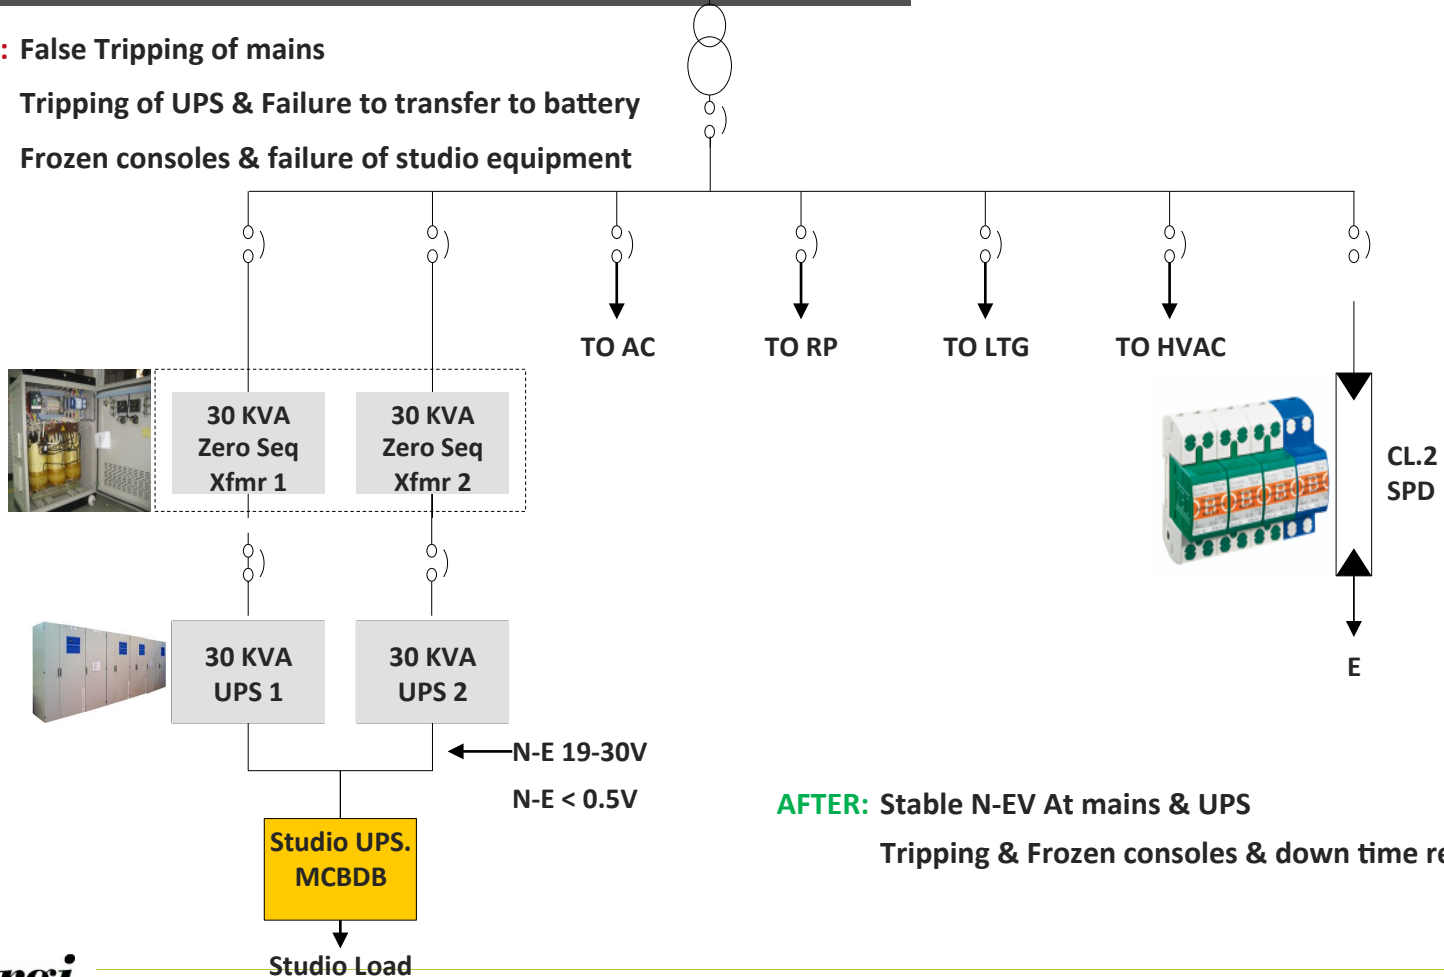 : False Tripping of mains
Tripping of UPS & Failure to transfer to battery
Frozen consoles & failure of studio equipment
TO AC
TO RP
TO LTG
TO HVAC
30 KVA
Zero Seq
Xfmr 1
30 KVA
Zero Seq
Xfmr 2
CL.2
SPD
30 KVA
UPS 1
30 KVA
UPS 2
E
N-E 19-30V
N-E < 0.5V
AFTER: Stable N-EV At mains & UPS
Tripping & Frozen consoles & down time re
Studio UPS.
MCBDB
Studio Load